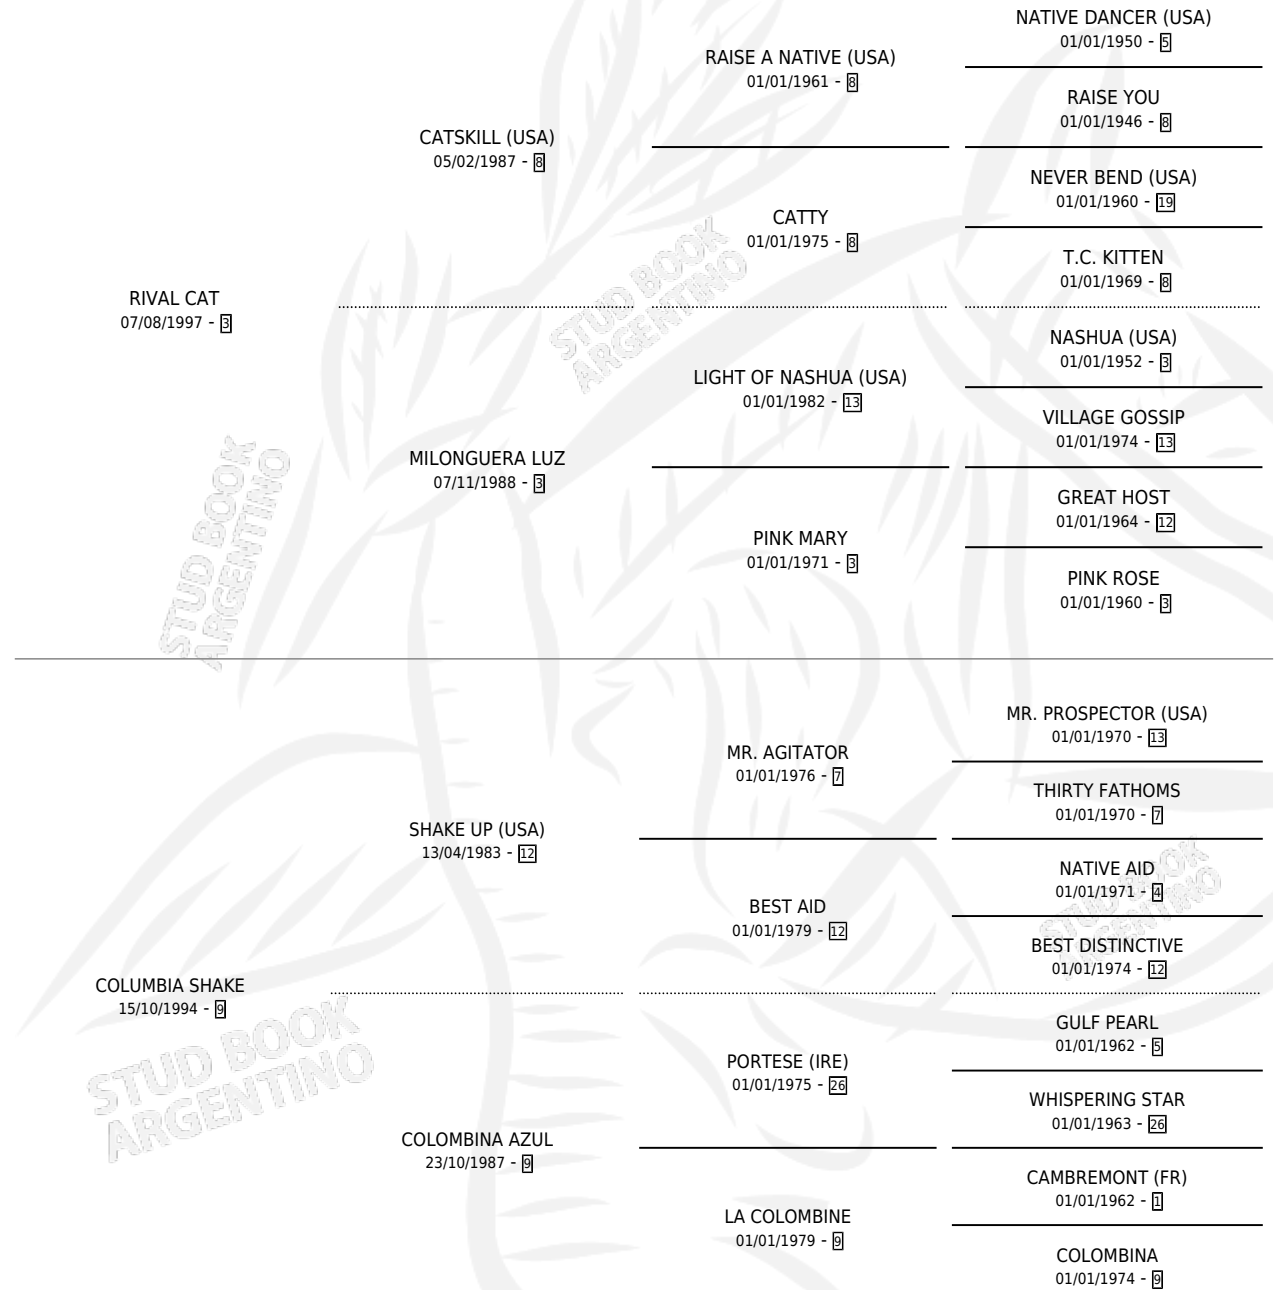 NATIVE DANCER (USA)
01/01/1950 - 5
RAISE A NATIVE (USA)
01/01/1961 - 8
RAISE YOU
01/01/1946 - 8
CATSKILL (USA)
05/02/1987 - 8
NEVER BEND (USA)
01/01/1960 - 19
CATTY
01/01/1975 - 8
T.C. KITTEN
01/01/1969 - 8
RIVAL CAT
07/08/1997 - 3
NASHUA (USA)
01/01/1952 - 3
LIGHT OF NASHUA (USA)
01/01/1982 - 13
VILLAGE GOSSIP
01/01/1974 - 13
MILONGUERA LUZ
07/11/1988 - 3
GREAT HOST
01/01/1964 - 12
PINK MARY
01/01/1971 - 3
PINK ROSE
01/01/1960 - 3
MR. PROSPECTOR (USA)
01/01/1970 - 13
MR. AGITATOR
01/01/1976 - 7
THIRTY FATHOMS
01/01/1970 - 7
SHAKE UP (USA)
13/04/1983 - 12
NATIVE AID
01/01/1971 - 4
BEST AID
01/01/1979 - 12
BEST DISTINCTIVE
01/01/1974 - 12
COLUMBIA SHAKE
15/10/1994 - 9
GULF PEARL
01/01/1962 - 5
PORTESE (IRE)
01/01/1975 - 26
WHISPERING STAR
01/01/1963 - 26
COLOMBINA AZUL
23/10/1987 - 9
CAMBREMONT (FR)
01/01/1962 - 1
LA COLOMBINE
01/01/1979 - 9
COLOMBINA
01/01/1974 - 9
STUD BOOK
ARGENTINO
STUD BOOK
ARGENTINO
STUD BOOK
ARGENTINO
STUD BOOK
ARGENTINO